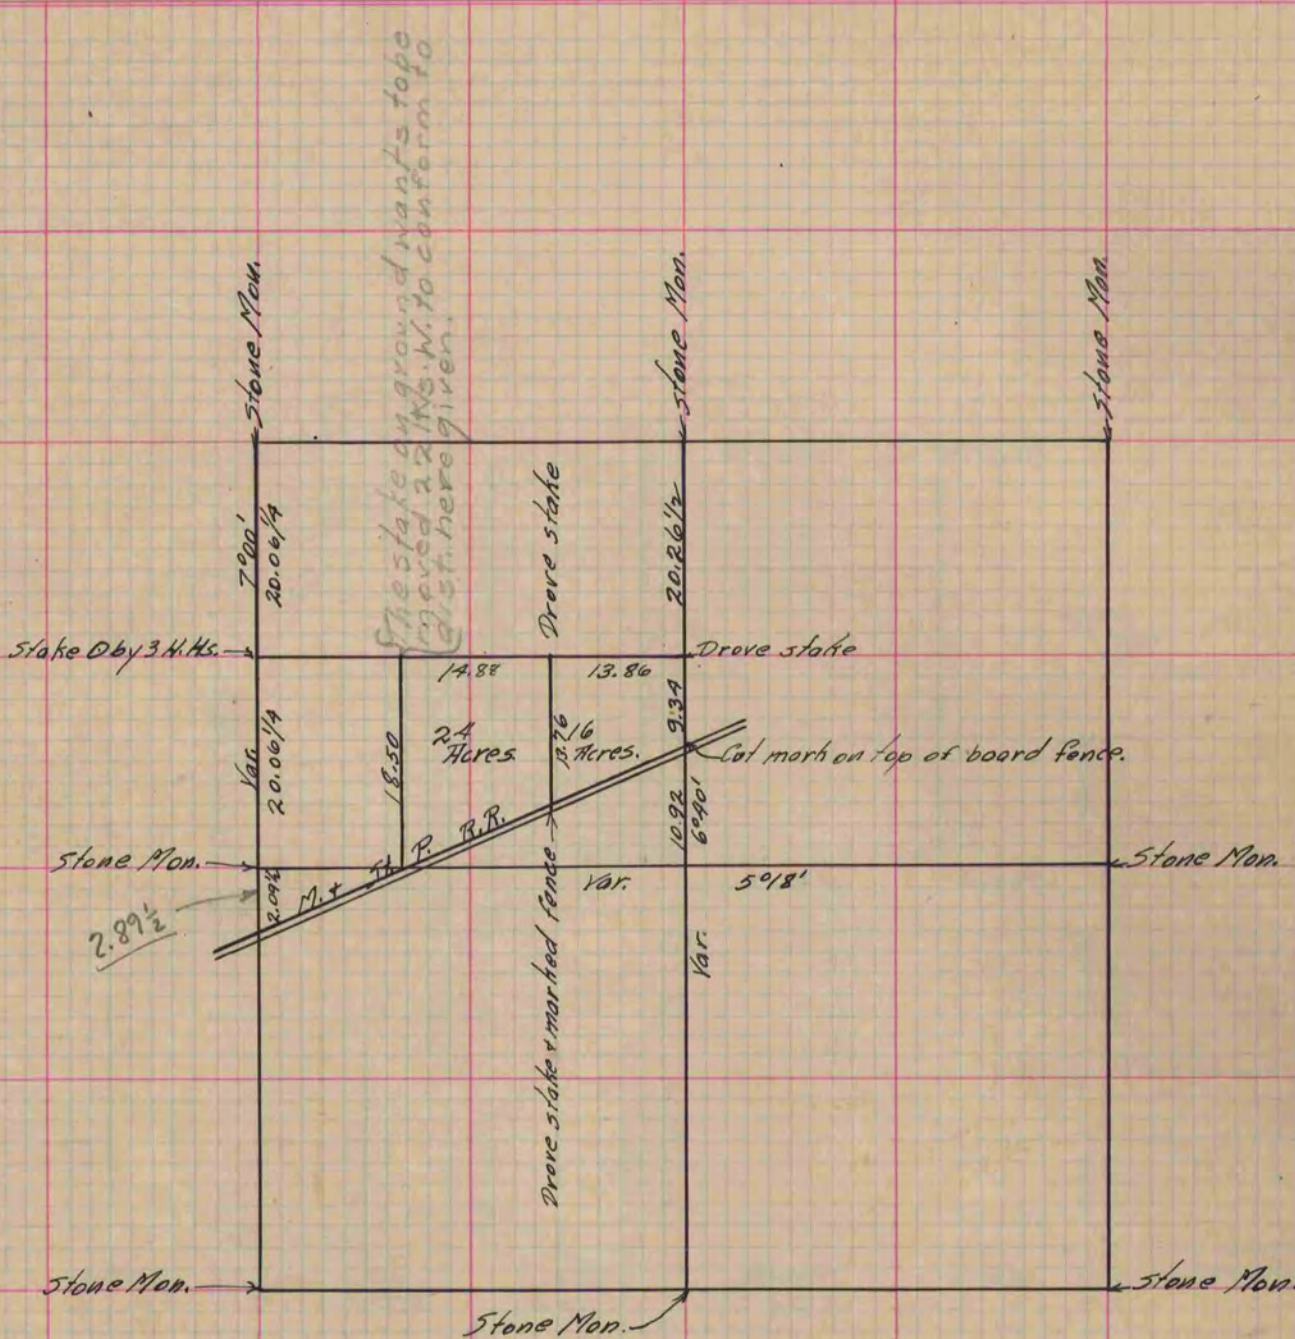 {The stake on ground wants to be
moved 22 lks. W. to conform to
dist. here given.
Stone Mon.
Stone Mon.
Stone Mon.
7°00'
20.06 1/4
Drove stake
20.26 1/2
Stake by 3 H.Hs.
Drove stake
14.88
13.86
Var.
20.06 1/4
18.50
24
Acres.
13.76
16
Acres.
9.34
Cut mark on top of board fence.
10.92
6°40'
Stone Mon.
M. & St. P. R.R.
Var.
5°18'
Stone Mon.
2.09 1/2
2.89 1/2
Drove stake & marked fence
Var.
Stone Mon.
Stone Mon.
Stone Mon.